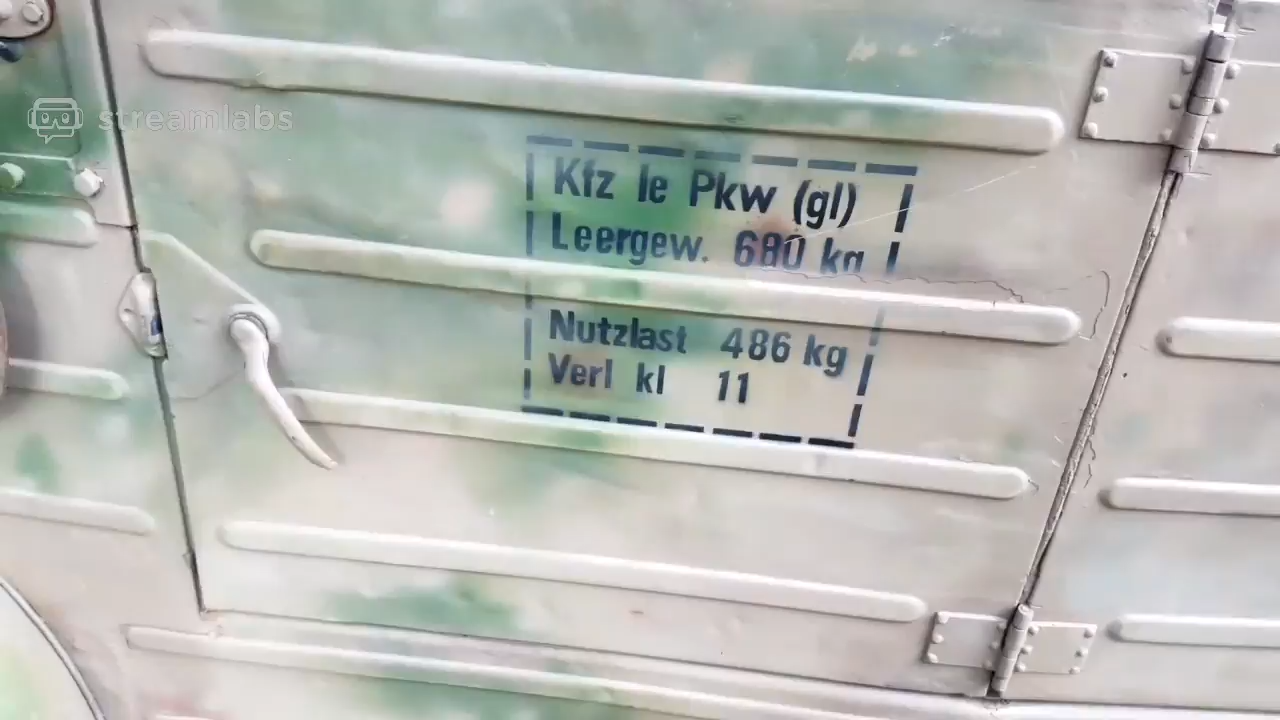 streamlabs
Kfz le Pkw (gl)
Leergew. 680 kg
Nutzlast 486 kg
Verl kl 11